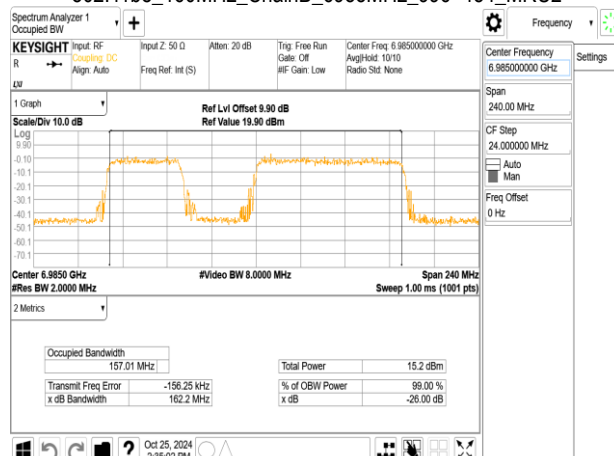 Spectrum Analyzer 1
Occupied BW
Frequency
Settings
KEYSIGHT
Input: RF
Coupling: DC
Align: Auto
Input Z: 50 Ω
Freq Ref: Int (S)
Atten: 20 dB
Trig: Free Run
Gate: Off
#IF Gain: Low
Center Freq: 6.985000000 GHz
Avg|Hold: 10/10
Radio Std: None
R
LXI
Center Frequency
6.985000000 GHz
Span
240.00 MHz
CF Step
24.000000 MHz
Auto
Man
Freq Offset
0 Hz
1 Graph
Scale/Div 10.0 dB
Ref Lvl Offset 9.90 dB
Ref Value 19.90 dBm
Log
9.90
-0.10
-10.1
-20.1
-30.1
-40.1
-50.1
-60.1
-70.1
Center 6.9850 GHz
#Video BW 8.0000 MHz
Span 240 MHz
#Res BW 2.0000 MHz
Sweep 1.00 ms (1001 pts)
2 Metrics
Occupied Bandwidth
157.01 MHz
Total Power 15.2 dBm
Transmit Freq Error -156.25 kHz
% of OBW Power 99.00 %
x dB Bandwidth 162.2 MHz
x dB -26.00 dB
?
Oct 25, 2024